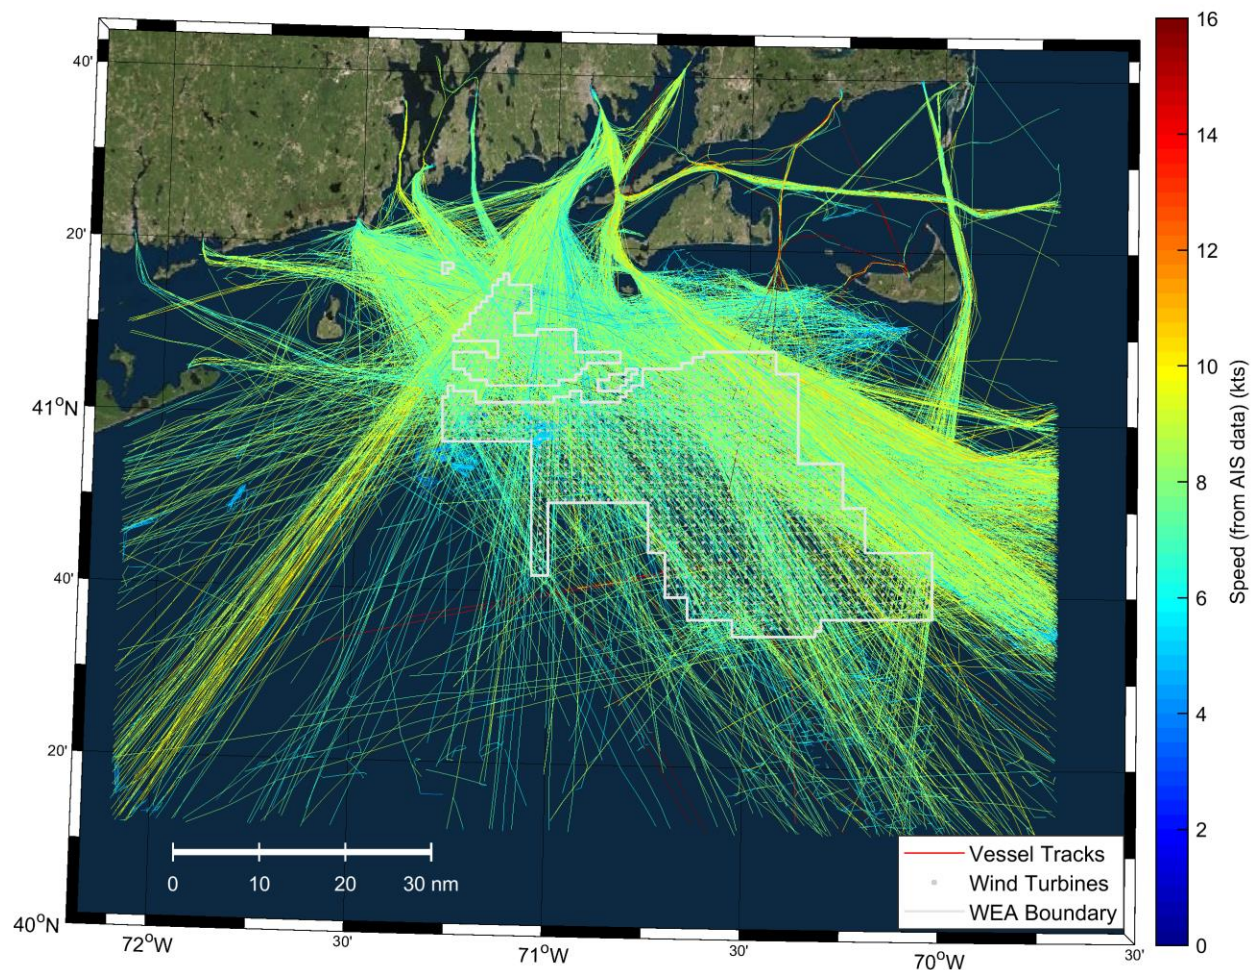 40'
20'
41°N
40'
20'
40°N
72°W
30'
71°W
30'
70°W
30'
0 10 20 30 nm
Vessel Tracks
Wind Turbines
WEA Boundary
16
14
12
10
8
6
4
2
0
Speed (from AIS data) (kts)